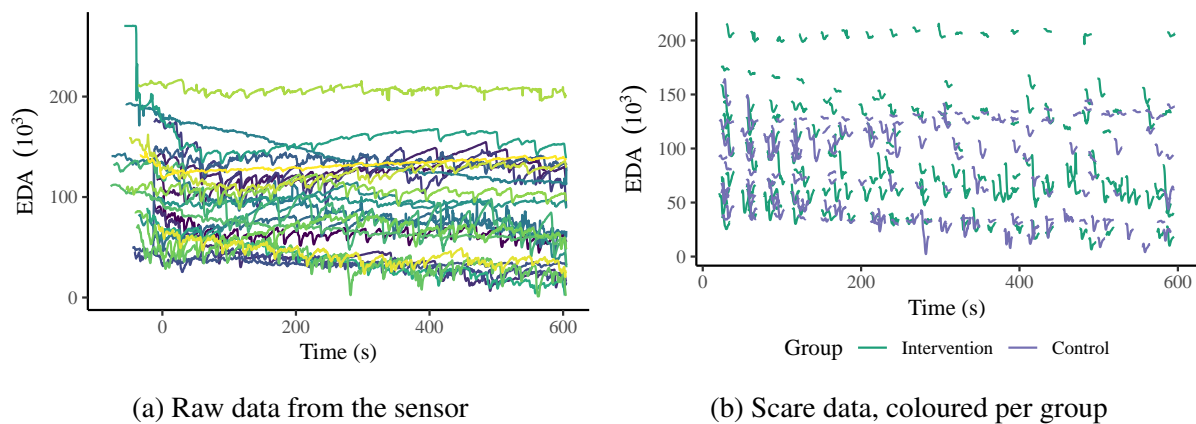 EDA (10³)
200
100
0
0
200
400
600
Time (s)
(a) Raw data from the sensor
EDA (10³)
200
150
100
50
0
0
200
400
600
Time (s)
Group Intervention Control
(b) Scare data, coloured per group